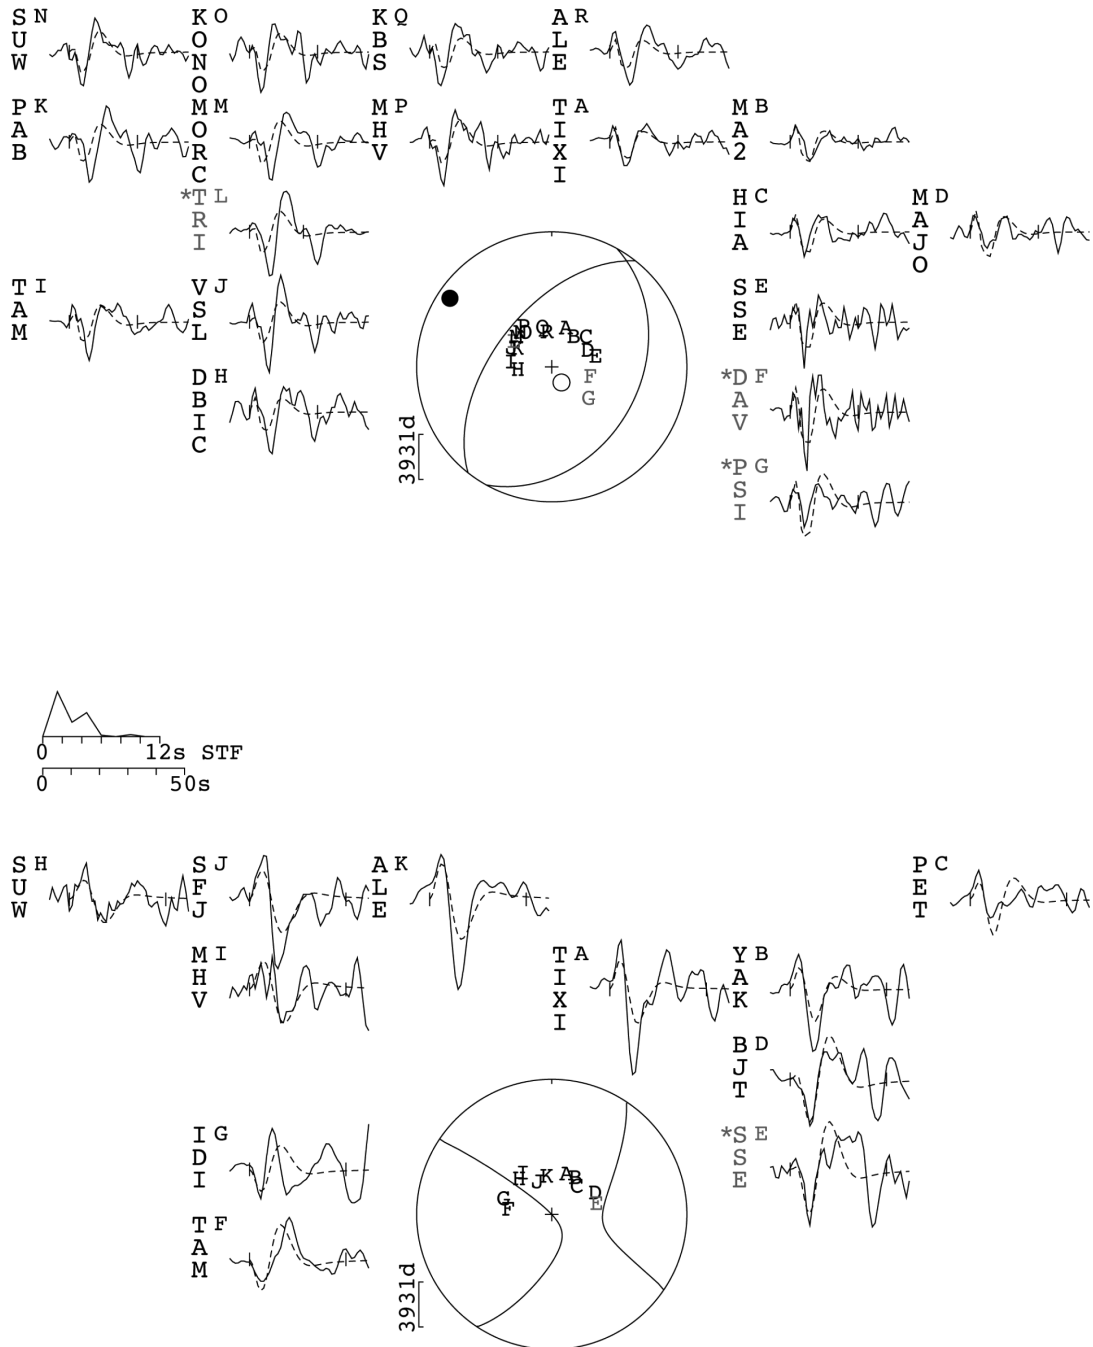 SUW N
KONO O
KBS Q
ALE R
PAB K
MORC M
MHV P
TIXI A
MA2 B
*TRI L
HIA C
MAJO D
TAM I
VSL J
SSE E
DBIC H
*DAV F
*PSI G
A
B
C
D
E
F
G
H
K
R
3931d
0 12s STF
0 50s
SUW H
SFJ J
ALE K
PET C
MHV I
TIXI A
YAK B
BJT D
IDI G
*SSE E
TAM F
H I J K A B C D E
G
F
3931d